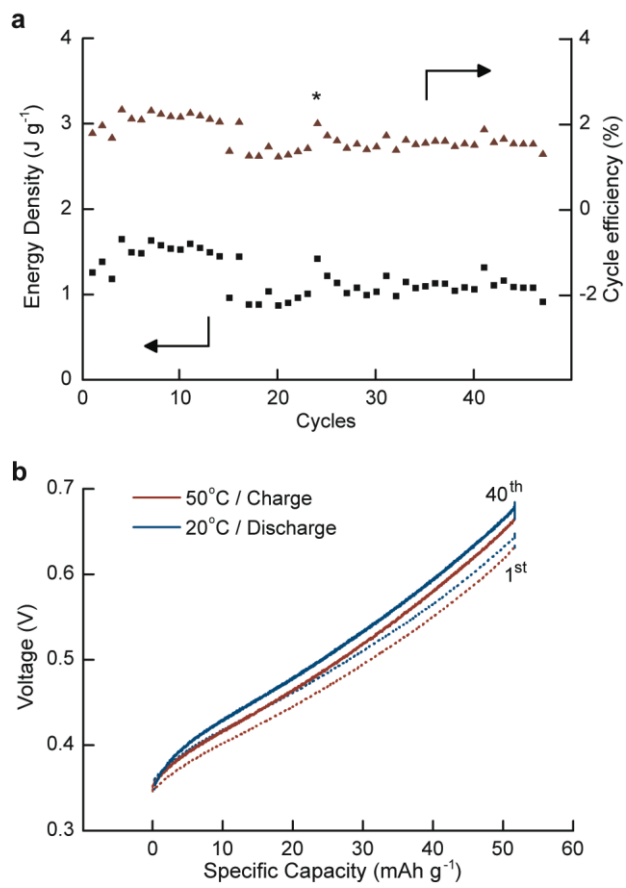 a
4
3
2
1
0
Energy Density (J g⁻¹)
*
4
2
0
-2
Cycle efficiency (%)
0 10 20 30 40
Cycles
b
0.7
0.6
0.5
0.4
0.3
Voltage (V)
50°C / Charge
20°C / Discharge
40th
1st
0 10 20 30 40 50 60
Specific Capacity (mAh g⁻¹)